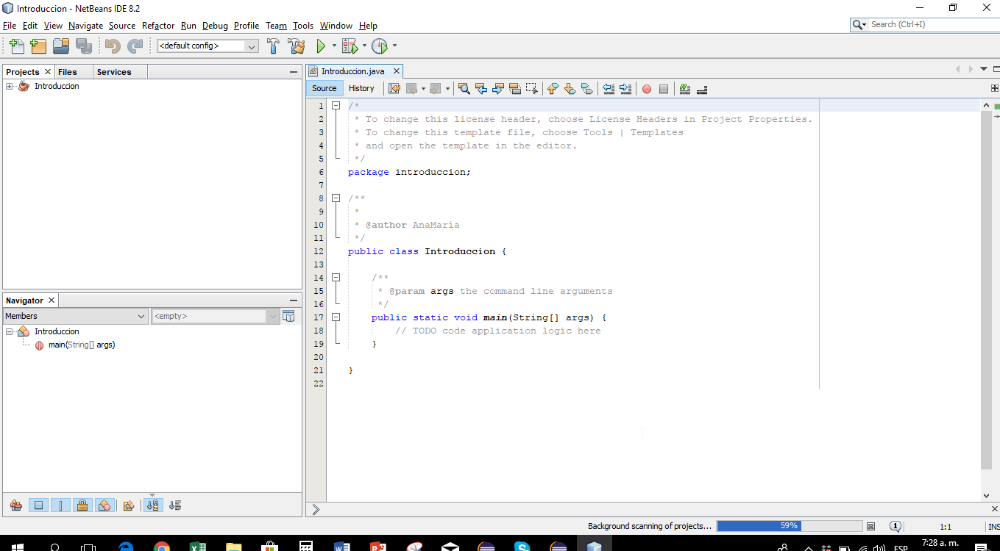 Introduccion - NetBeans IDE 8.2
File Edit View Navigate Source Refactor Run Debug Profile Team Tools Window Help
Search (Ctrl+I)
<default config>
Projects Files Services
Introduccion
Navigator
Members <empty>
Introduccion
main(String[] args)
Introduccion.java
Source History
1 /*
2 * To change this license header, choose License Headers in Project Properties.
3 * To change this template file, choose Tools | Templates
4 * and open the template in the editor.
5 */
6 package introduccion;
7
8 /**
9 *
10 * @author AnaMaría
11 */
12 public class Introduccion {
13
14 /**
15 * @param args the command line arguments
16 */
17 public static void main(String[] args) {
18 // TODO code application logic here
19 }
20
21 }
22
Background scanning of projects... 59% 1 1:1 INS
ESP 7:28 a. m.